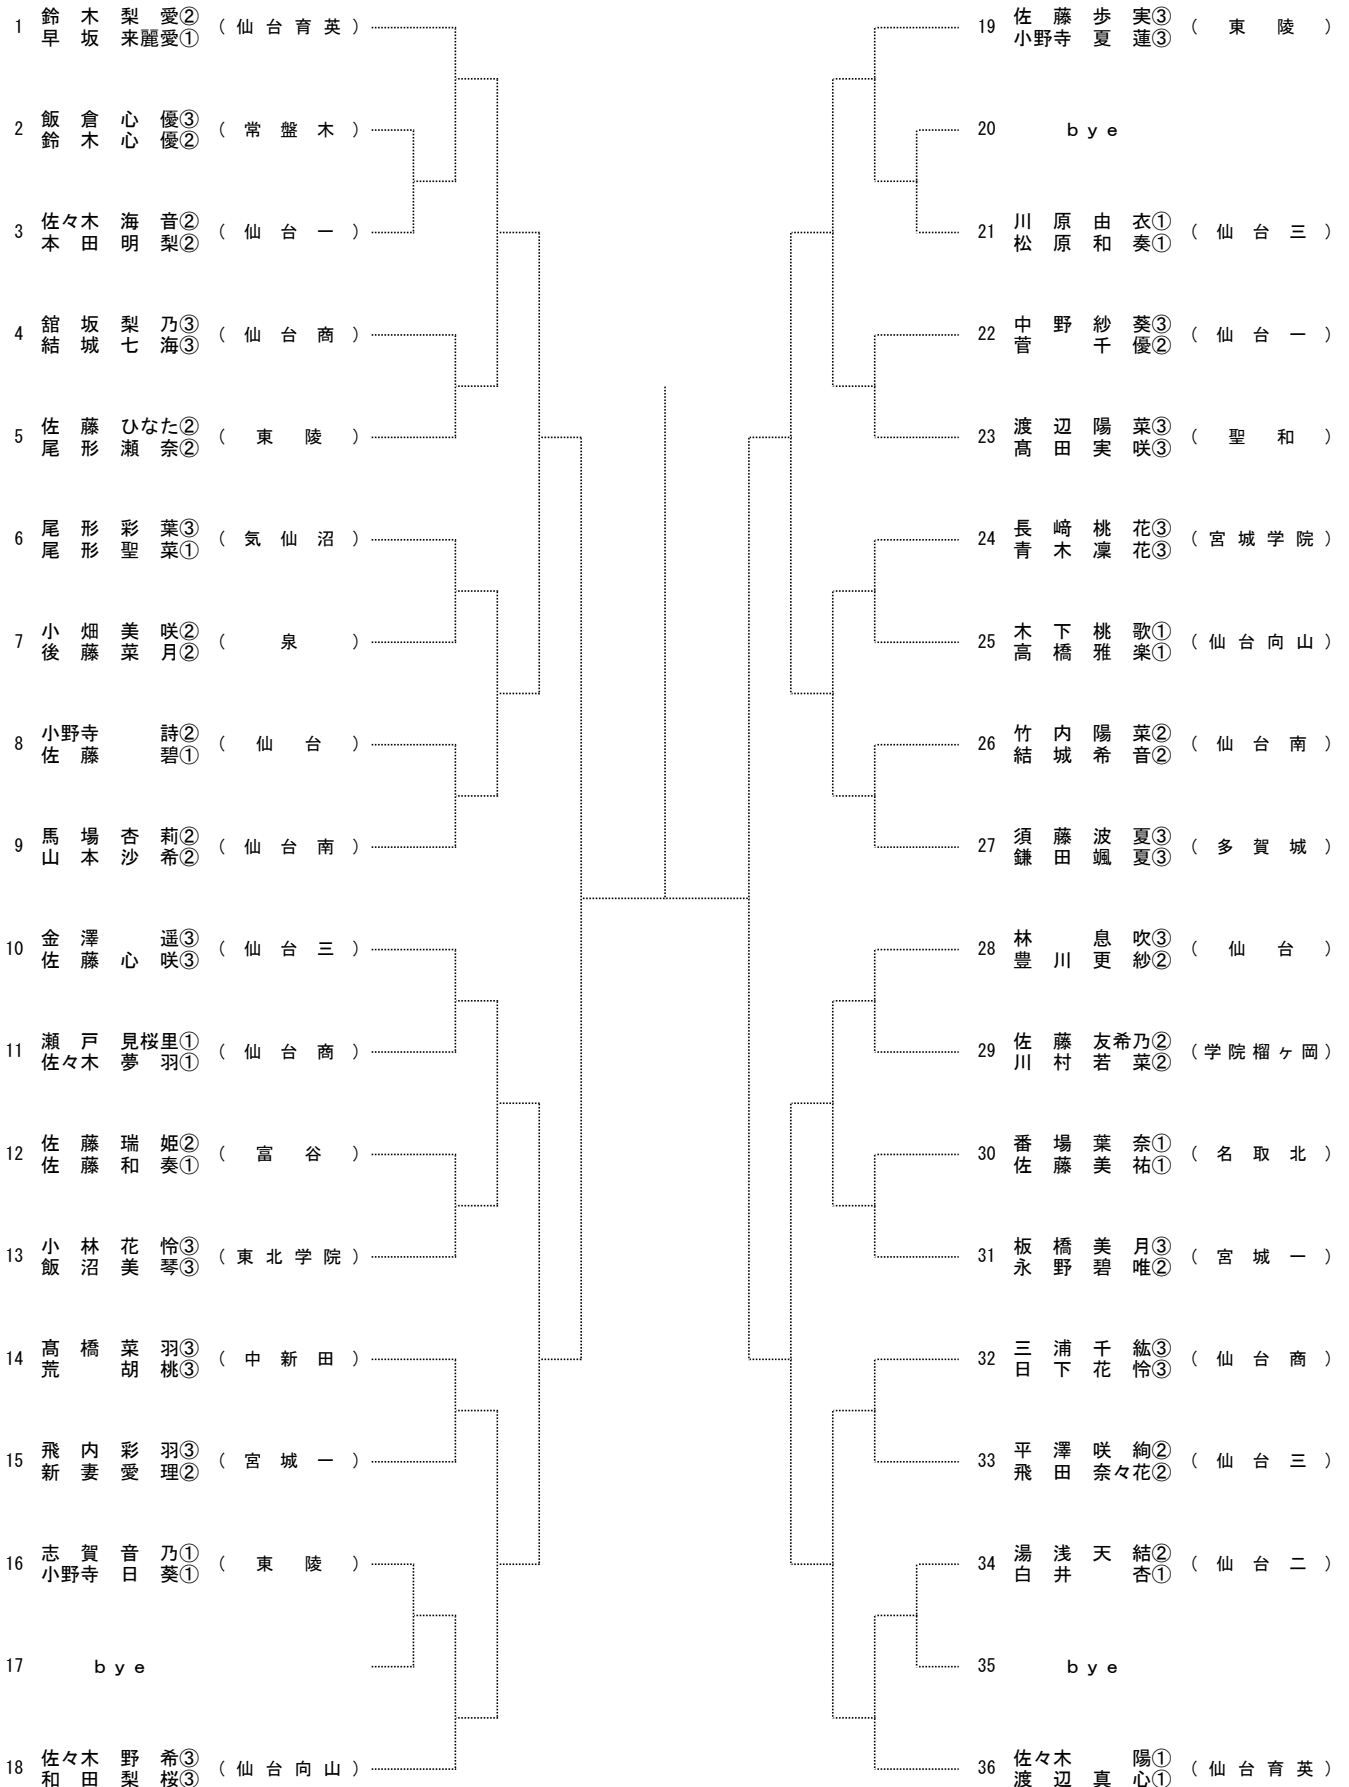 1 鈴木梨愛② (仙台育英)
早坂来麗愛①
2 飯倉心優③ (常盤木)
鈴木心優②
3 佐々木海音② (仙台一)
本田明梨②
4 舘坂梨乃③ (仙台商)
結城七海③
5 佐藤ひなた② (東陵)
尾形瀬奈②
6 尾形彩葉③ (気仙沼)
尾形聖菜①
7 小畑美咲② (泉)
後藤菜月②
8 小野寺詩② (仙台)
佐藤碧①
9 馬場杏莉② (仙台南)
山本沙希②
10 金澤遥③ (仙台三)
佐藤心咲③
11 瀬戸見桜里① (仙台商)
佐々木夢羽①
12 佐藤瑞姫② (富谷)
佐藤和奏①
13 小林花怜③ (東北学院)
飯沼美琴③
14 髙橋菜羽③ (中新田)
荒胡桃③
15 飛内彩羽③ (宮城一)
新妻愛理②
16 志賀音乃① (東陵)
小野寺日葵①
17 bye
18 佐々木野希③ (仙台向山)
和田梨桜③
19 佐藤歩実③ (東陵)
小野寺夏蓮③
20 bye
21 川原由衣① (仙台三)
松原和奏①
22 中野紗葵③ (仙台一)
菅千優②
23 渡辺陽菜③ (聖和)
髙田実咲③
24 長﨑桃花③ (宮城学院)
青木凜花③
25 木下桃歌① (仙台向山)
高橋雅楽①
26 竹内陽菜② (仙台南)
結城希音②
27 須藤波夏③ (多賀城)
鎌田颯夏③
28 林息吹③ (仙台)
豊川更紗②
29 佐藤友希乃② (学院榴ヶ岡)
川村若菜②
30 番場葉奈① (名取北)
佐藤美祐①
31 板橋美月③ (宮城一)
永野碧唯②
32 三浦千紘③ (仙台商)
日下花怜③
33 平澤咲絢② (仙台三)
飛田奈々花②
34 湯浅天結② (仙台二)
白井杏①
35 bye
36 佐々木陽① (仙台育英)
渡辺真心①